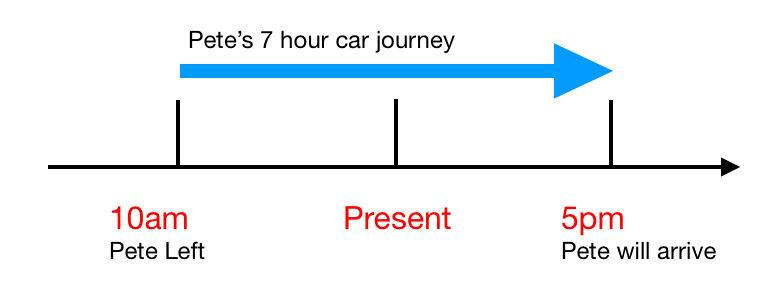 Pete’s 7 hour car journey
10am
Pete Left
Present
5pm
Pete will arrive